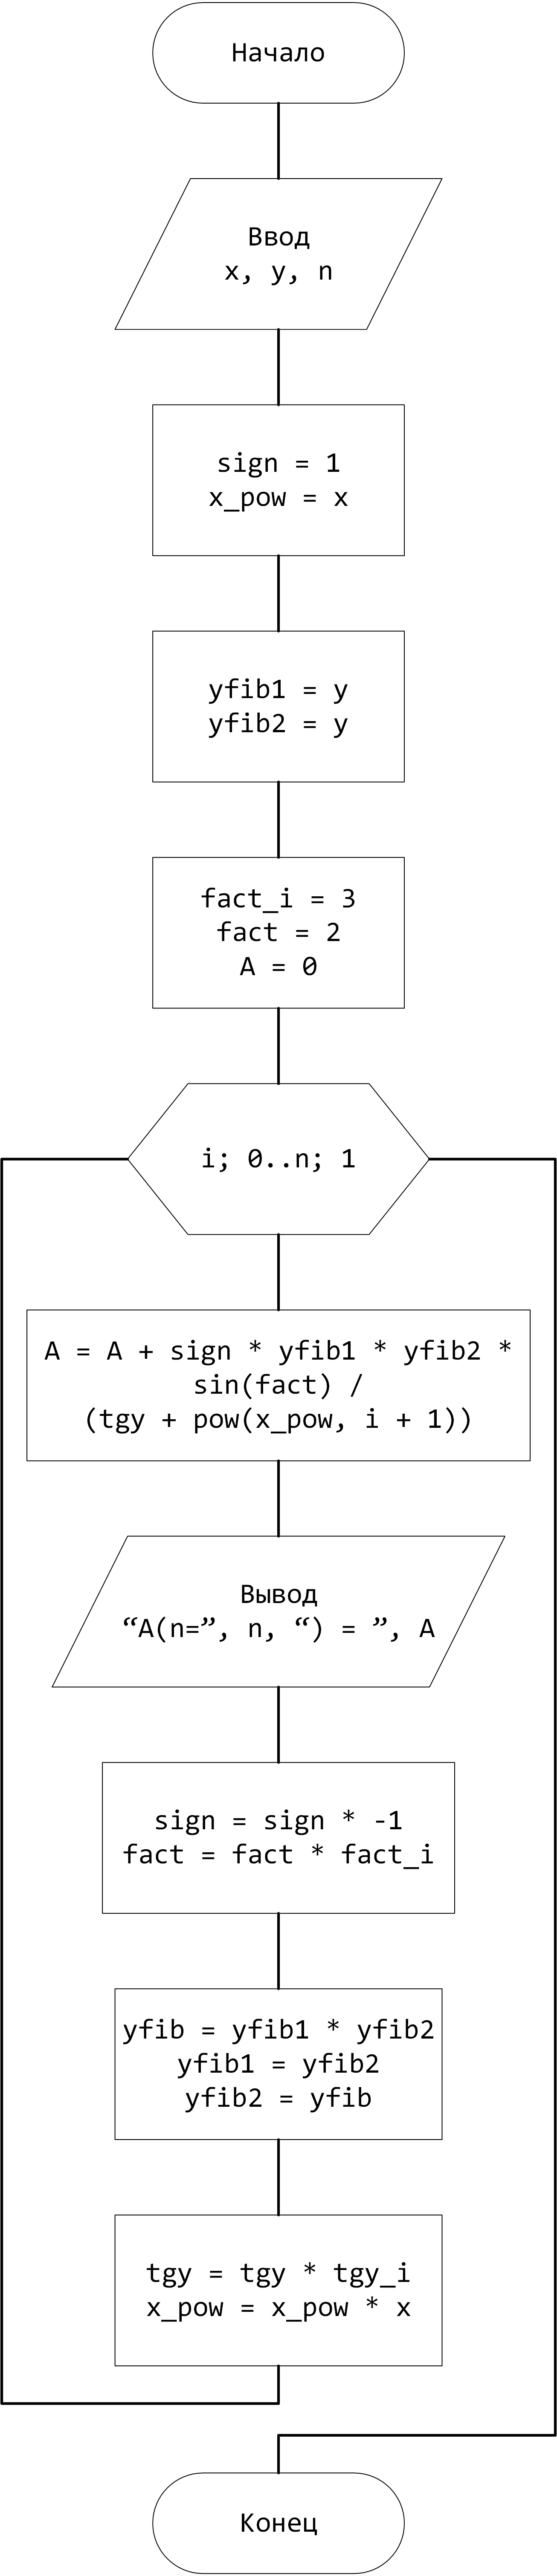 Начало
Ввод
x, y, n
sign = 1
x_pow = x
yfib1 = y
yfib2 = y
fact_i = 3
fact = 2
A = 0
i; 0..n; 1
A = A + sign * yfib1 * yfib2 *
sin(fact) /
(tgy + pow(x_pow, i + 1))
Вывод
“A(n=”, n, “) = ”, A
sign = sign * -1
fact = fact * fact_i
yfib = yfib1 * yfib2
yfib1 = yfib2
yfib2 = yfib
tgy = tgy * tgy_i
x_pow = x_pow * x
Конец